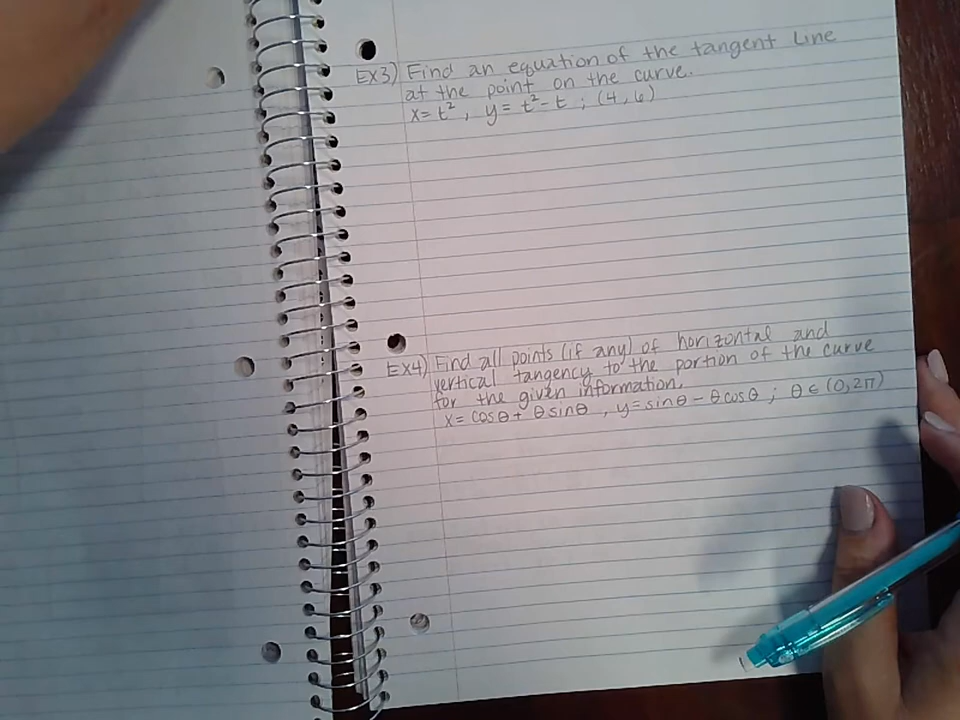 Ex3) Find an equation of the tangent line
at the point on the curve.
x = t², y = t² - t ; (4, 6)
Ex4) Find all points (if any) of horizontal and
vertical tangency to the portion of the curve
for the given information.
x = cosθ + θsinθ , y = sinθ - θcosθ ; θ ∈ (0, 2π)